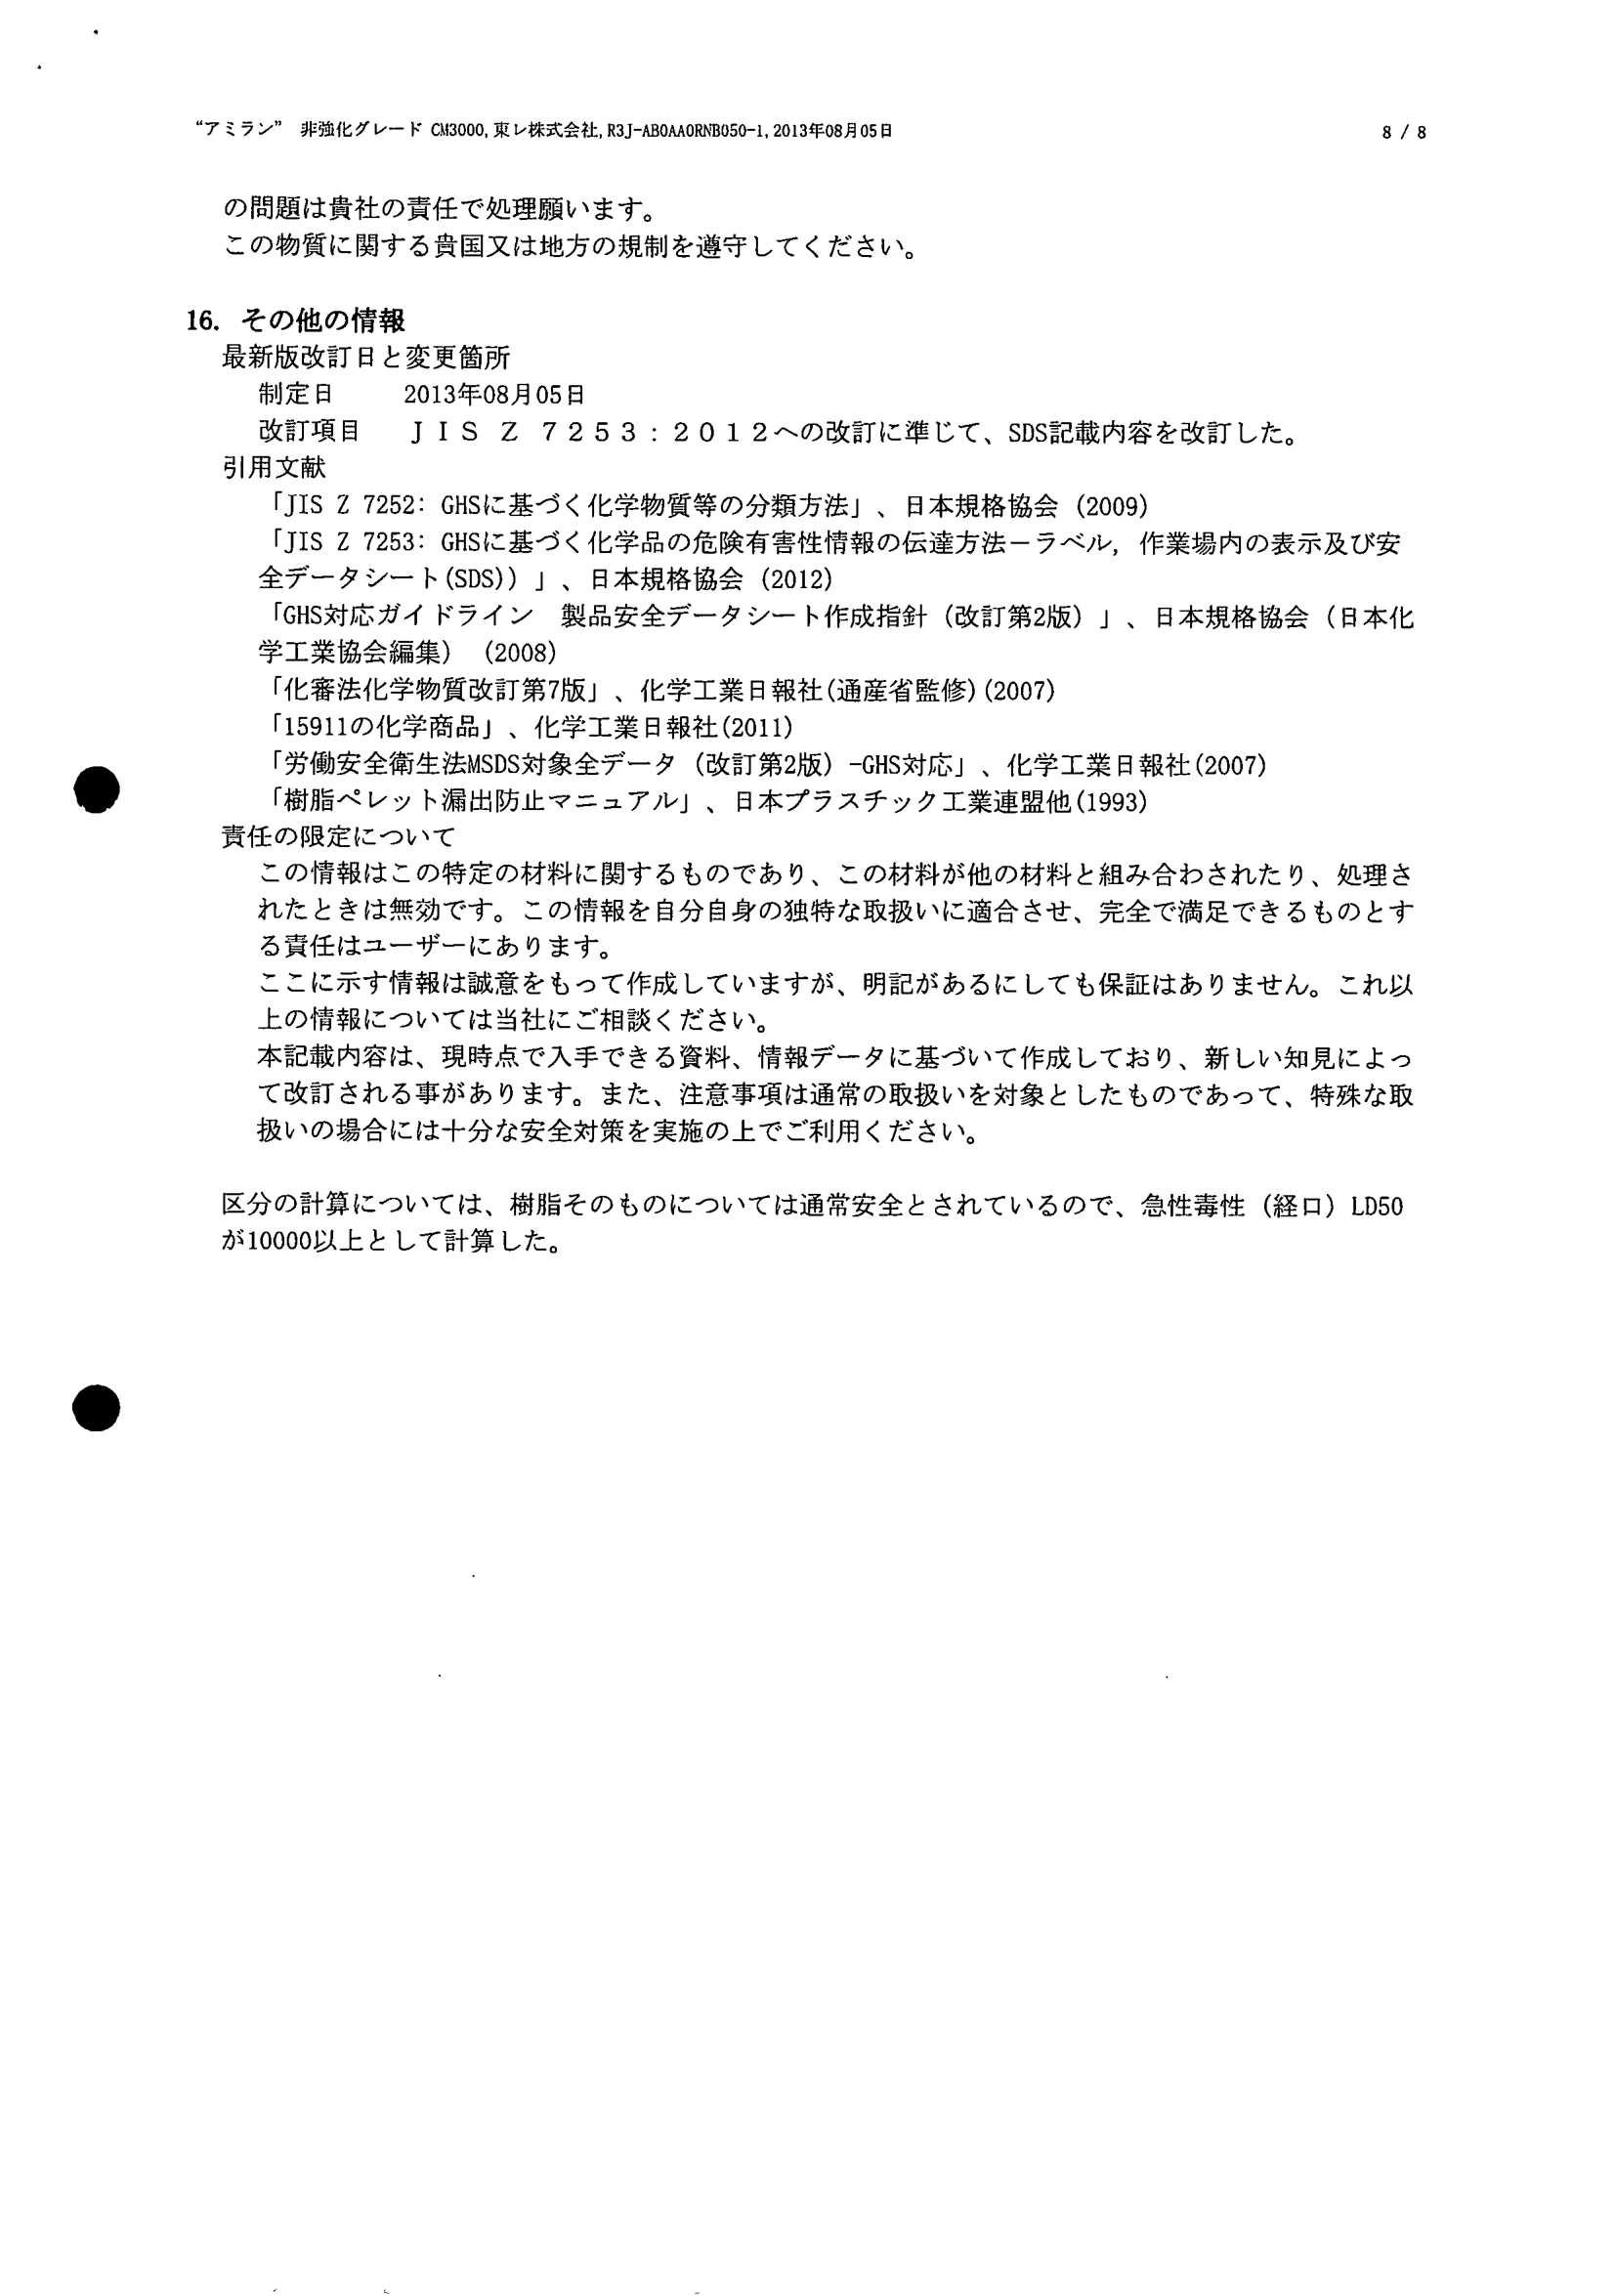 “アミラン” 非強化グレード CM3000, 東レ株式会社, R3J-AB0AA0RNB050-1, 2013年08月05日
8 / 8
の問題は貴社の責任で処理願います。
この物質に関する貴国又は地方の規制を遵守してください。
16. その他の情報
最新版改訂日と変更箇所
制定日 2013年08月05日
改訂項目 ＪＩＳ Ｚ ７２５３：２０１２への改訂に準じて、SDS記載内容を改訂した。
引用文献
「JIS Z 7252: GHSに基づく化学物質等の分類方法」、日本規格協会 (2009)
「JIS Z 7253: GHSに基づく化学品の危険有害性情報の伝達方法－ラベル, 作業場内の表示及び安
全データシート(SDS)）」、日本規格協会 (2012)
「GHS対応ガイドライン　製品安全データシート作成指針（改訂第2版）」、日本規格協会（日本化
学工業協会編集） (2008)
「化審法化学物質改訂第7版」、化学工業日報社(通産省監修)(2007)
「15911の化学商品」、化学工業日報社(2011)
「労働安全衛生法MSDS対象全データ（改訂第2版）-GHS対応」、化学工業日報社(2007)
「樹脂ペレット漏出防止マニュアル」、日本プラスチック工業連盟他(1993)
責任の限定について
この情報はこの特定の材料に関するものであり、この材料が他の材料と組み合わされたり、処理さ
れたときは無効です。この情報を自分自身の独特な取扱いに適合させ、完全で満足できるものとす
る責任はユーザーにあります。
ここに示す情報は誠意をもって作成していますが、明記があるにしても保証はありません。これ以
上の情報については当社にご相談ください。
本記載内容は、現時点で入手できる資料、情報データに基づいて作成しており、新しい知見によっ
て改訂される事があります。また、注意事項は通常の取扱いを対象としたものであって、特殊な取
扱いの場合には十分な安全対策を実施の上でご利用ください。
区分の計算については、樹脂そのものについては通常安全とされているので、急性毒性（経口）LD50
が10000以上として計算した。